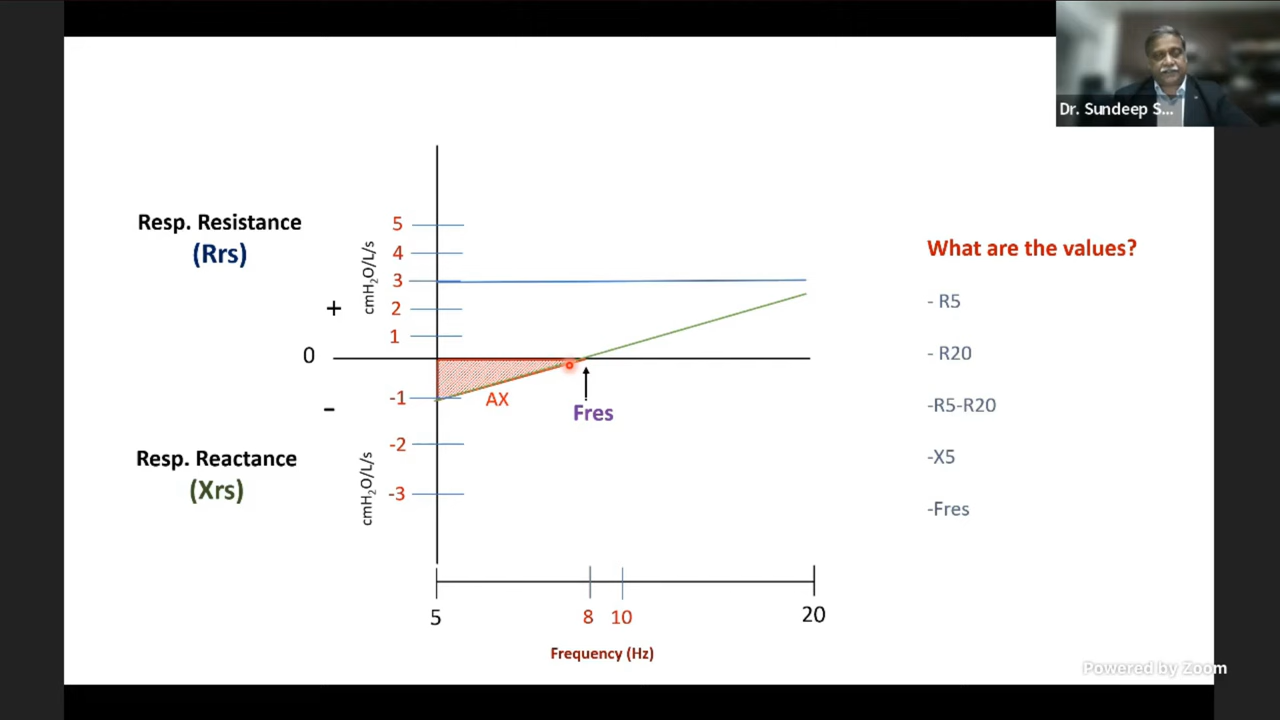 Dr. Sundeep S...
Resp. Resistance
(Rrs)
+
0
-
Resp. Reactance
(Xrs)
cmH₂O/L/s
5
4
3
2
1
-1
-2
-3
cmH₂O/L/s
AX
Fres
5
8
10
20
Frequency (Hz)
What are the values?
- R5
- R20
-R5-R20
-X5
-Fres
Powered by Zoom